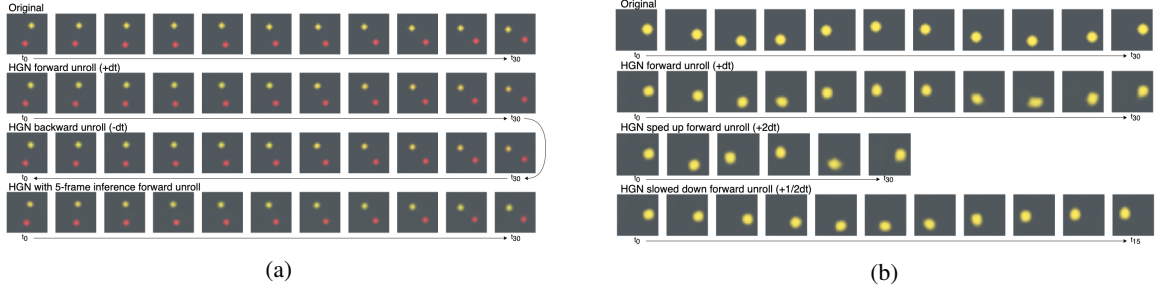 Original
t0 t30
HGN forward unroll (+dt)
t0 t30
HGN backward unroll (-dt)
t0 t30
HGN with 5-frame inference forward unroll
t0 t30
(a)
Original
t0 t30
HGN forward unroll (+dt)
t0 t30
HGN sped up forward unroll (+2dt)
t0 t30
HGN slowed down forward unroll (+1/2dt)
t0 t15
(b)